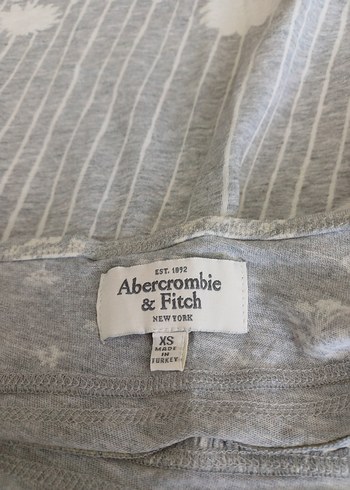 EST. 1892
Abercrombie
& Fitch
NEW YORK
XS
MADE
IN
TURKEY